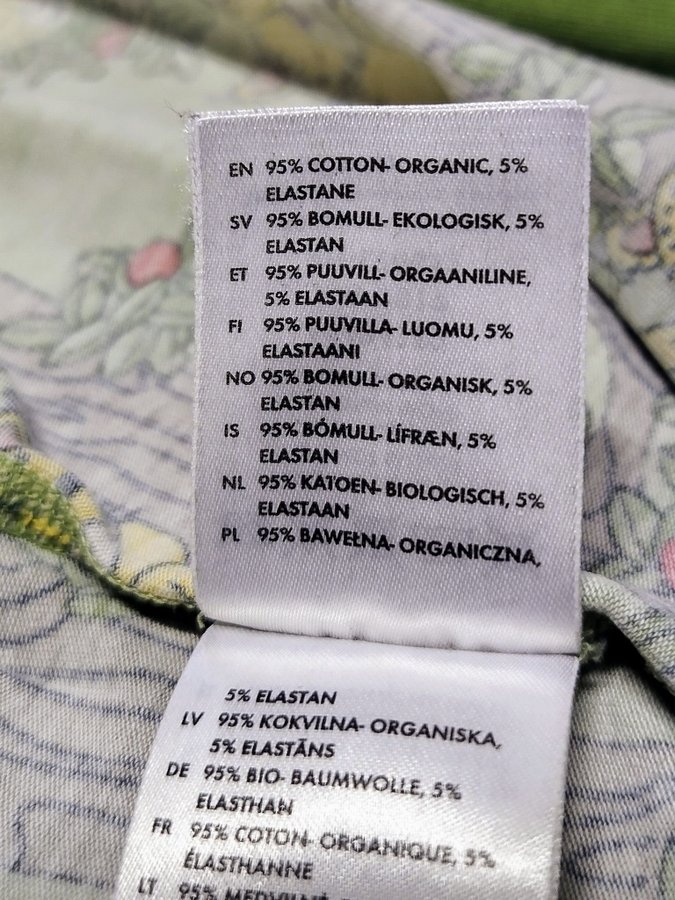 EN 95% COTTON- ORGANIC, 5%
ELASTANE
SV 95% BOMULL- EKOLOGISK, 5%
ELASTAN
ET 95% PUUVILL- ORGAANILINE,
5% ELASTAAN
FI 95% PUUVILLA- LUOMU, 5%
ELASTAANI
NO 95% BOMULL- ORGANISK, 5%
ELASTAN
IS 95% BÓMULL- LÍFRÆN, 5%
ELASTAN
NL 95% KATOEN- BIOLOGISCH, 5%
ELASTAAN
PL 95% BAWEŁNA- ORGANICZNA,
5% ELASTAN
LV 95% KOKVILNA- ORGANISKA,
5% ELASTĀNS
DE 95% BIO- BAUMWOLLE, 5%
ELASTHAN
FR 95% COTON- ORGANIQUE, 5%
ÉLASTHANNE
LT 95%